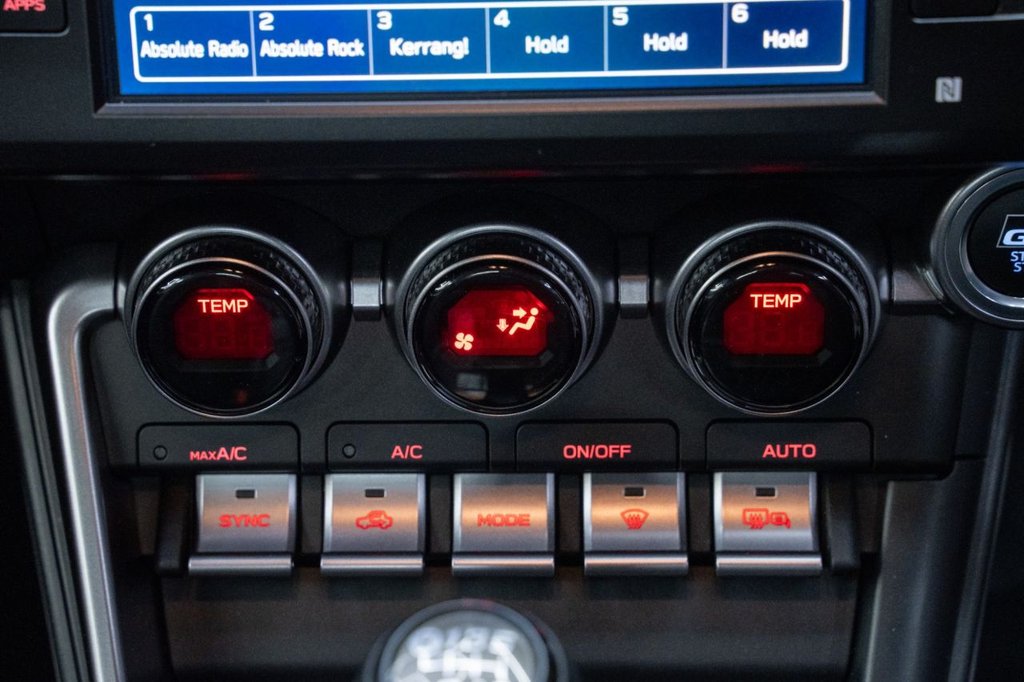 APPS
1 2 3 4 5 6
Absolute Radio Absolute Rock Kerrang! Hold Hold Hold
TEMP TEMP
MAX A/C A/C ON/OFF AUTO
SYNC MODE